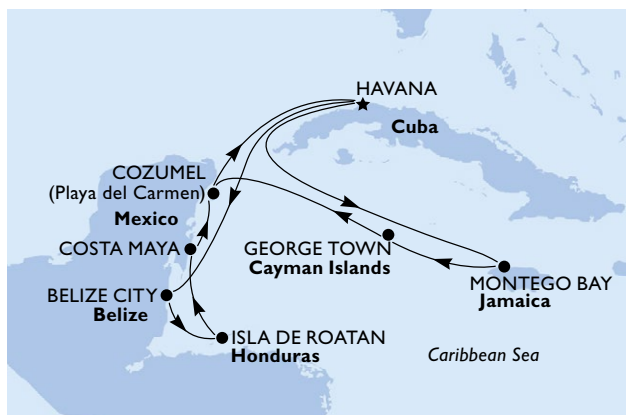 HAVANA
Cuba
COZUMEL
(Playa del Carmen)
Mexico
COSTA MAYA
GEORGE TOWN
Cayman Islands
MONTEGO BAY
Jamaica
BELIZE CITY
Belize
ISLA DE ROATAN
Honduras
Caribbean Sea